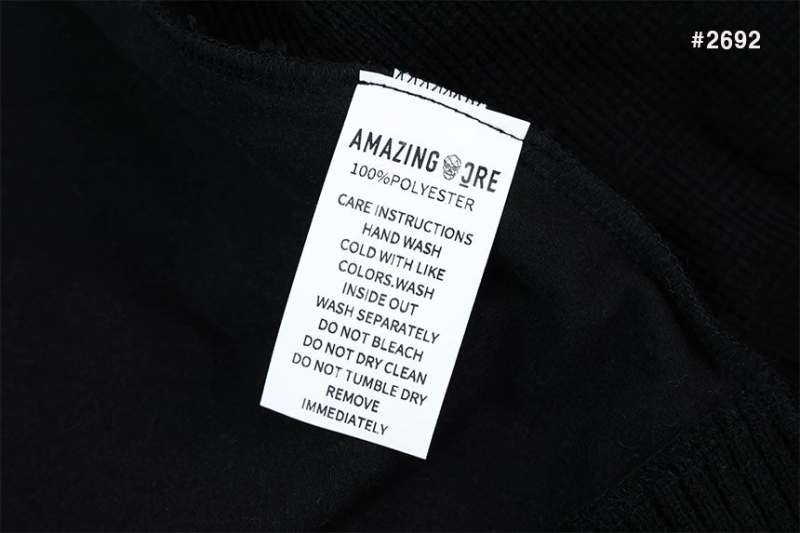 #2692
AMAZING ORE
100%POLYESTER
CARE INSTRUCTIONS
HAND WASH
COLD WITH LIKE
COLORS.WASH
INSIDE OUT
WASH SEPARATELY
DO NOT BLEACH
DO NOT DRY CLEAN
DO NOT TUMBLE DRY
REMOVE
IMMEDIATELY